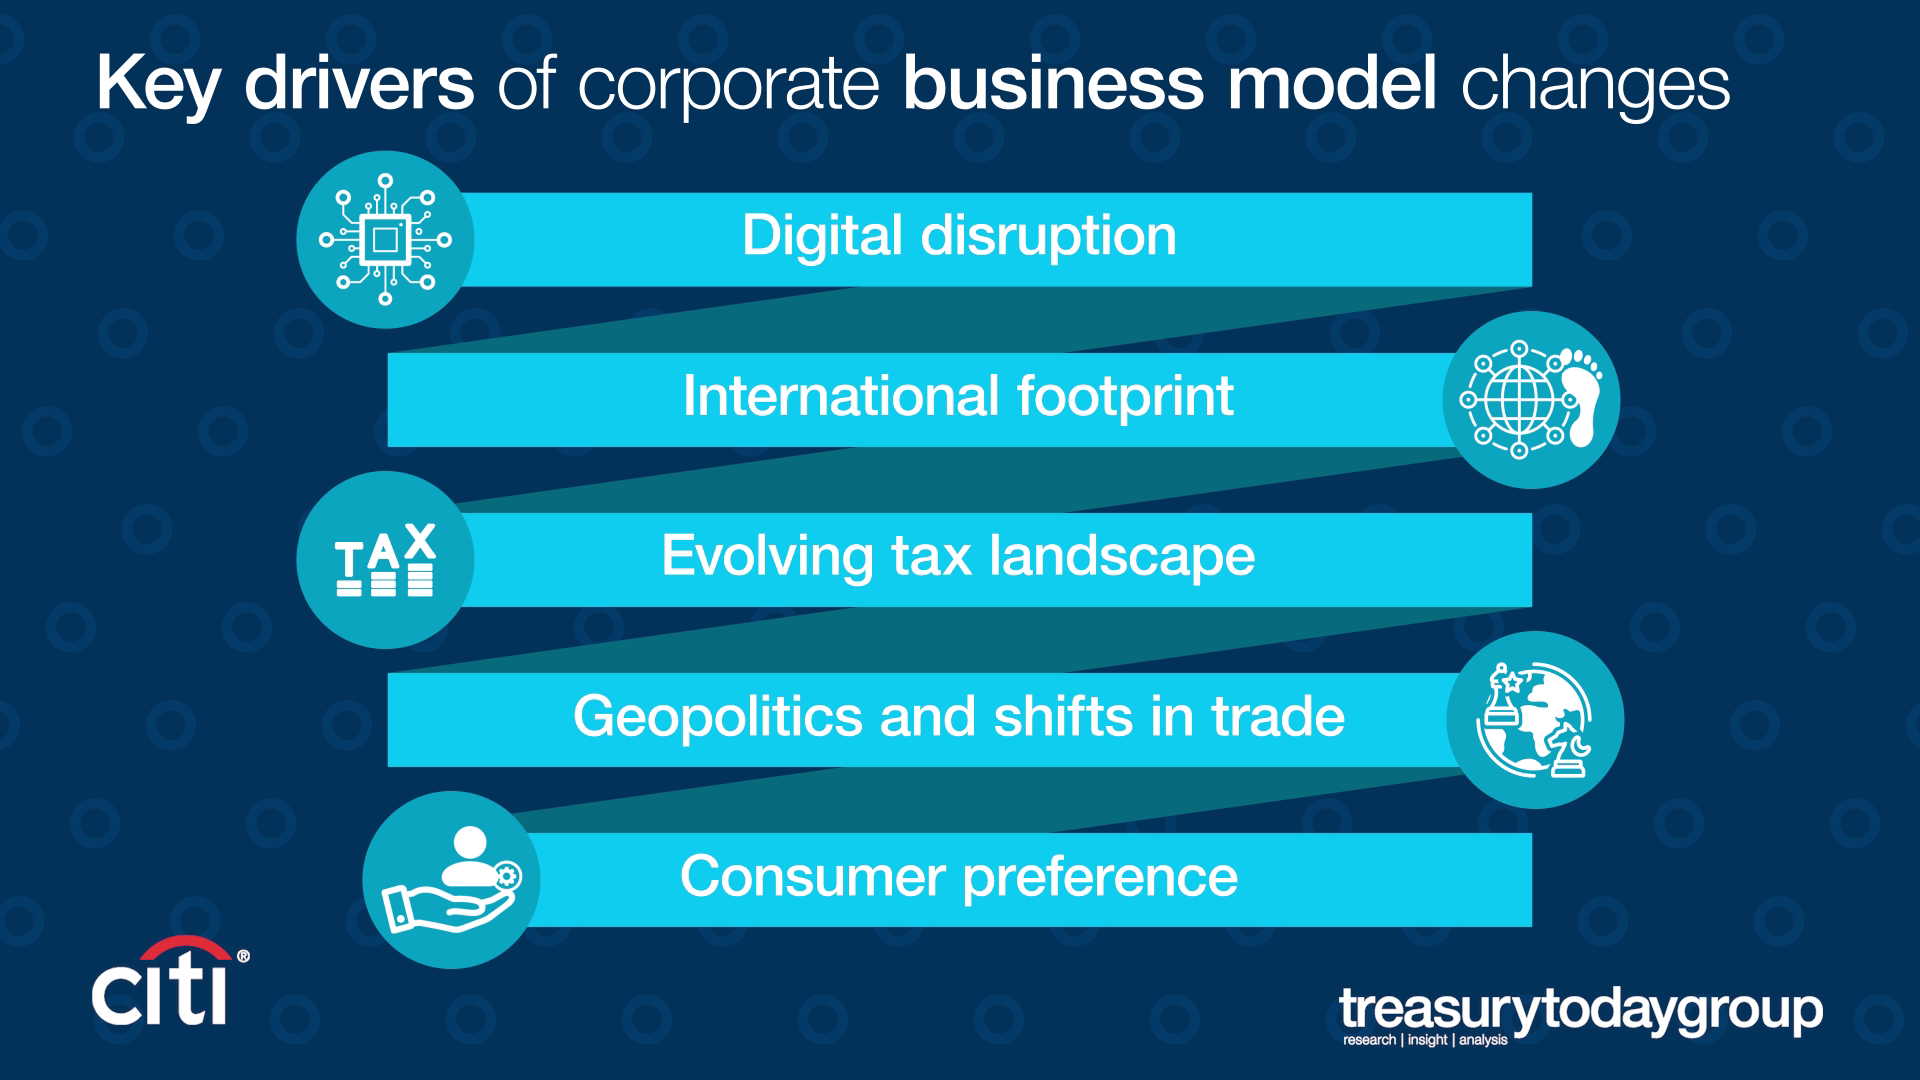 Key drivers of corporate business model changes
Digital disruption
International footprint
TAX
Evolving tax landscape
Geopolitics and shifts in trade
Consumer preference
citi®
treasurytodaygroup
research | insight | analysis